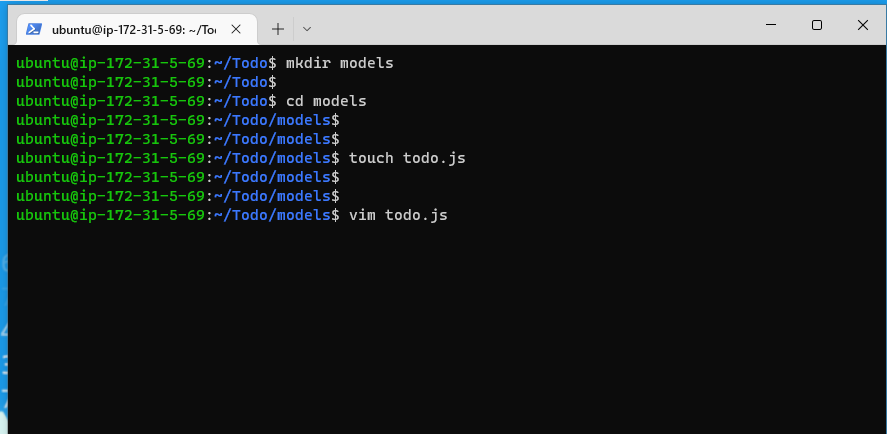 ubuntu@ip-172-31-5-69: ~/To
ubuntu@ip-172-31-5-69:~/Todo$ mkdir models
ubuntu@ip-172-31-5-69:~/Todo$
ubuntu@ip-172-31-5-69:~/Todo$ cd models
ubuntu@ip-172-31-5-69:~/Todo/models$
ubuntu@ip-172-31-5-69:~/Todo/models$
ubuntu@ip-172-31-5-69:~/Todo/models$ touch todo.js
ubuntu@ip-172-31-5-69:~/Todo/models$
ubuntu@ip-172-31-5-69:~/Todo/models$
ubuntu@ip-172-31-5-69:~/Todo/models$ vim todo.js